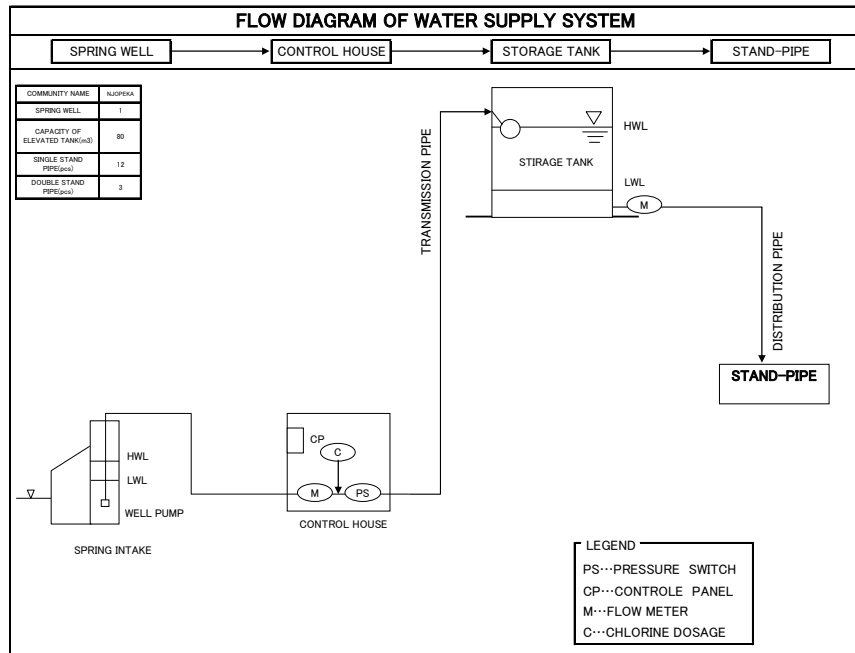 FLOW DIAGRAM OF WATER SUPPLY SYSTEM
SPRING WELL
CONTROL HOUSE
STORAGE TANK
STAND-PIPE
COMMUNITY NAME NJOPEKA
SPRING WELL 1
CAPACITY OF
ELEVATED TANK(m3) 80
SINGLE STAND
PIPE(pcs) 12
DOUBLE STAND
PIPE(pcs) 3
TRANSMISSION PIPE
HWL
STIRAGE TANK
LWL
M
DISTRIBUTION PIPE
STAND-PIPE
HWL
LWL
WELL PUMP
SPRING INTAKE
CP
C
M
PS
CONTROL HOUSE
LEGEND
PS···PRESSURE SWITCH
CP···CONTROLE PANEL
M···FLOW METER
C···CHLORINE DOSAGE